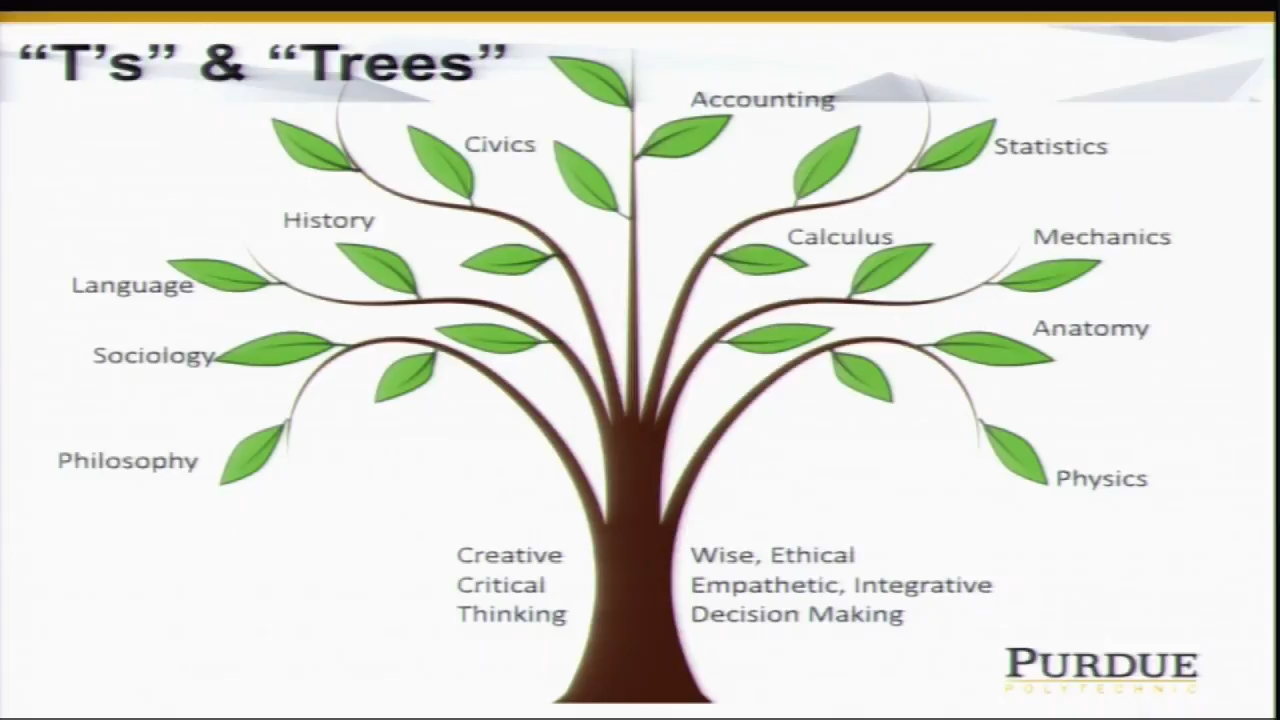 “T’s” & “Trees”
Accounting
Civics
Statistics
History
Calculus
Mechanics
Language
Anatomy
Sociology
Philosophy
Physics
Creative
Critical
Thinking
Wise, Ethical
Empathetic, Integrative
Decision Making
PURDUE
POLYTECHNIC